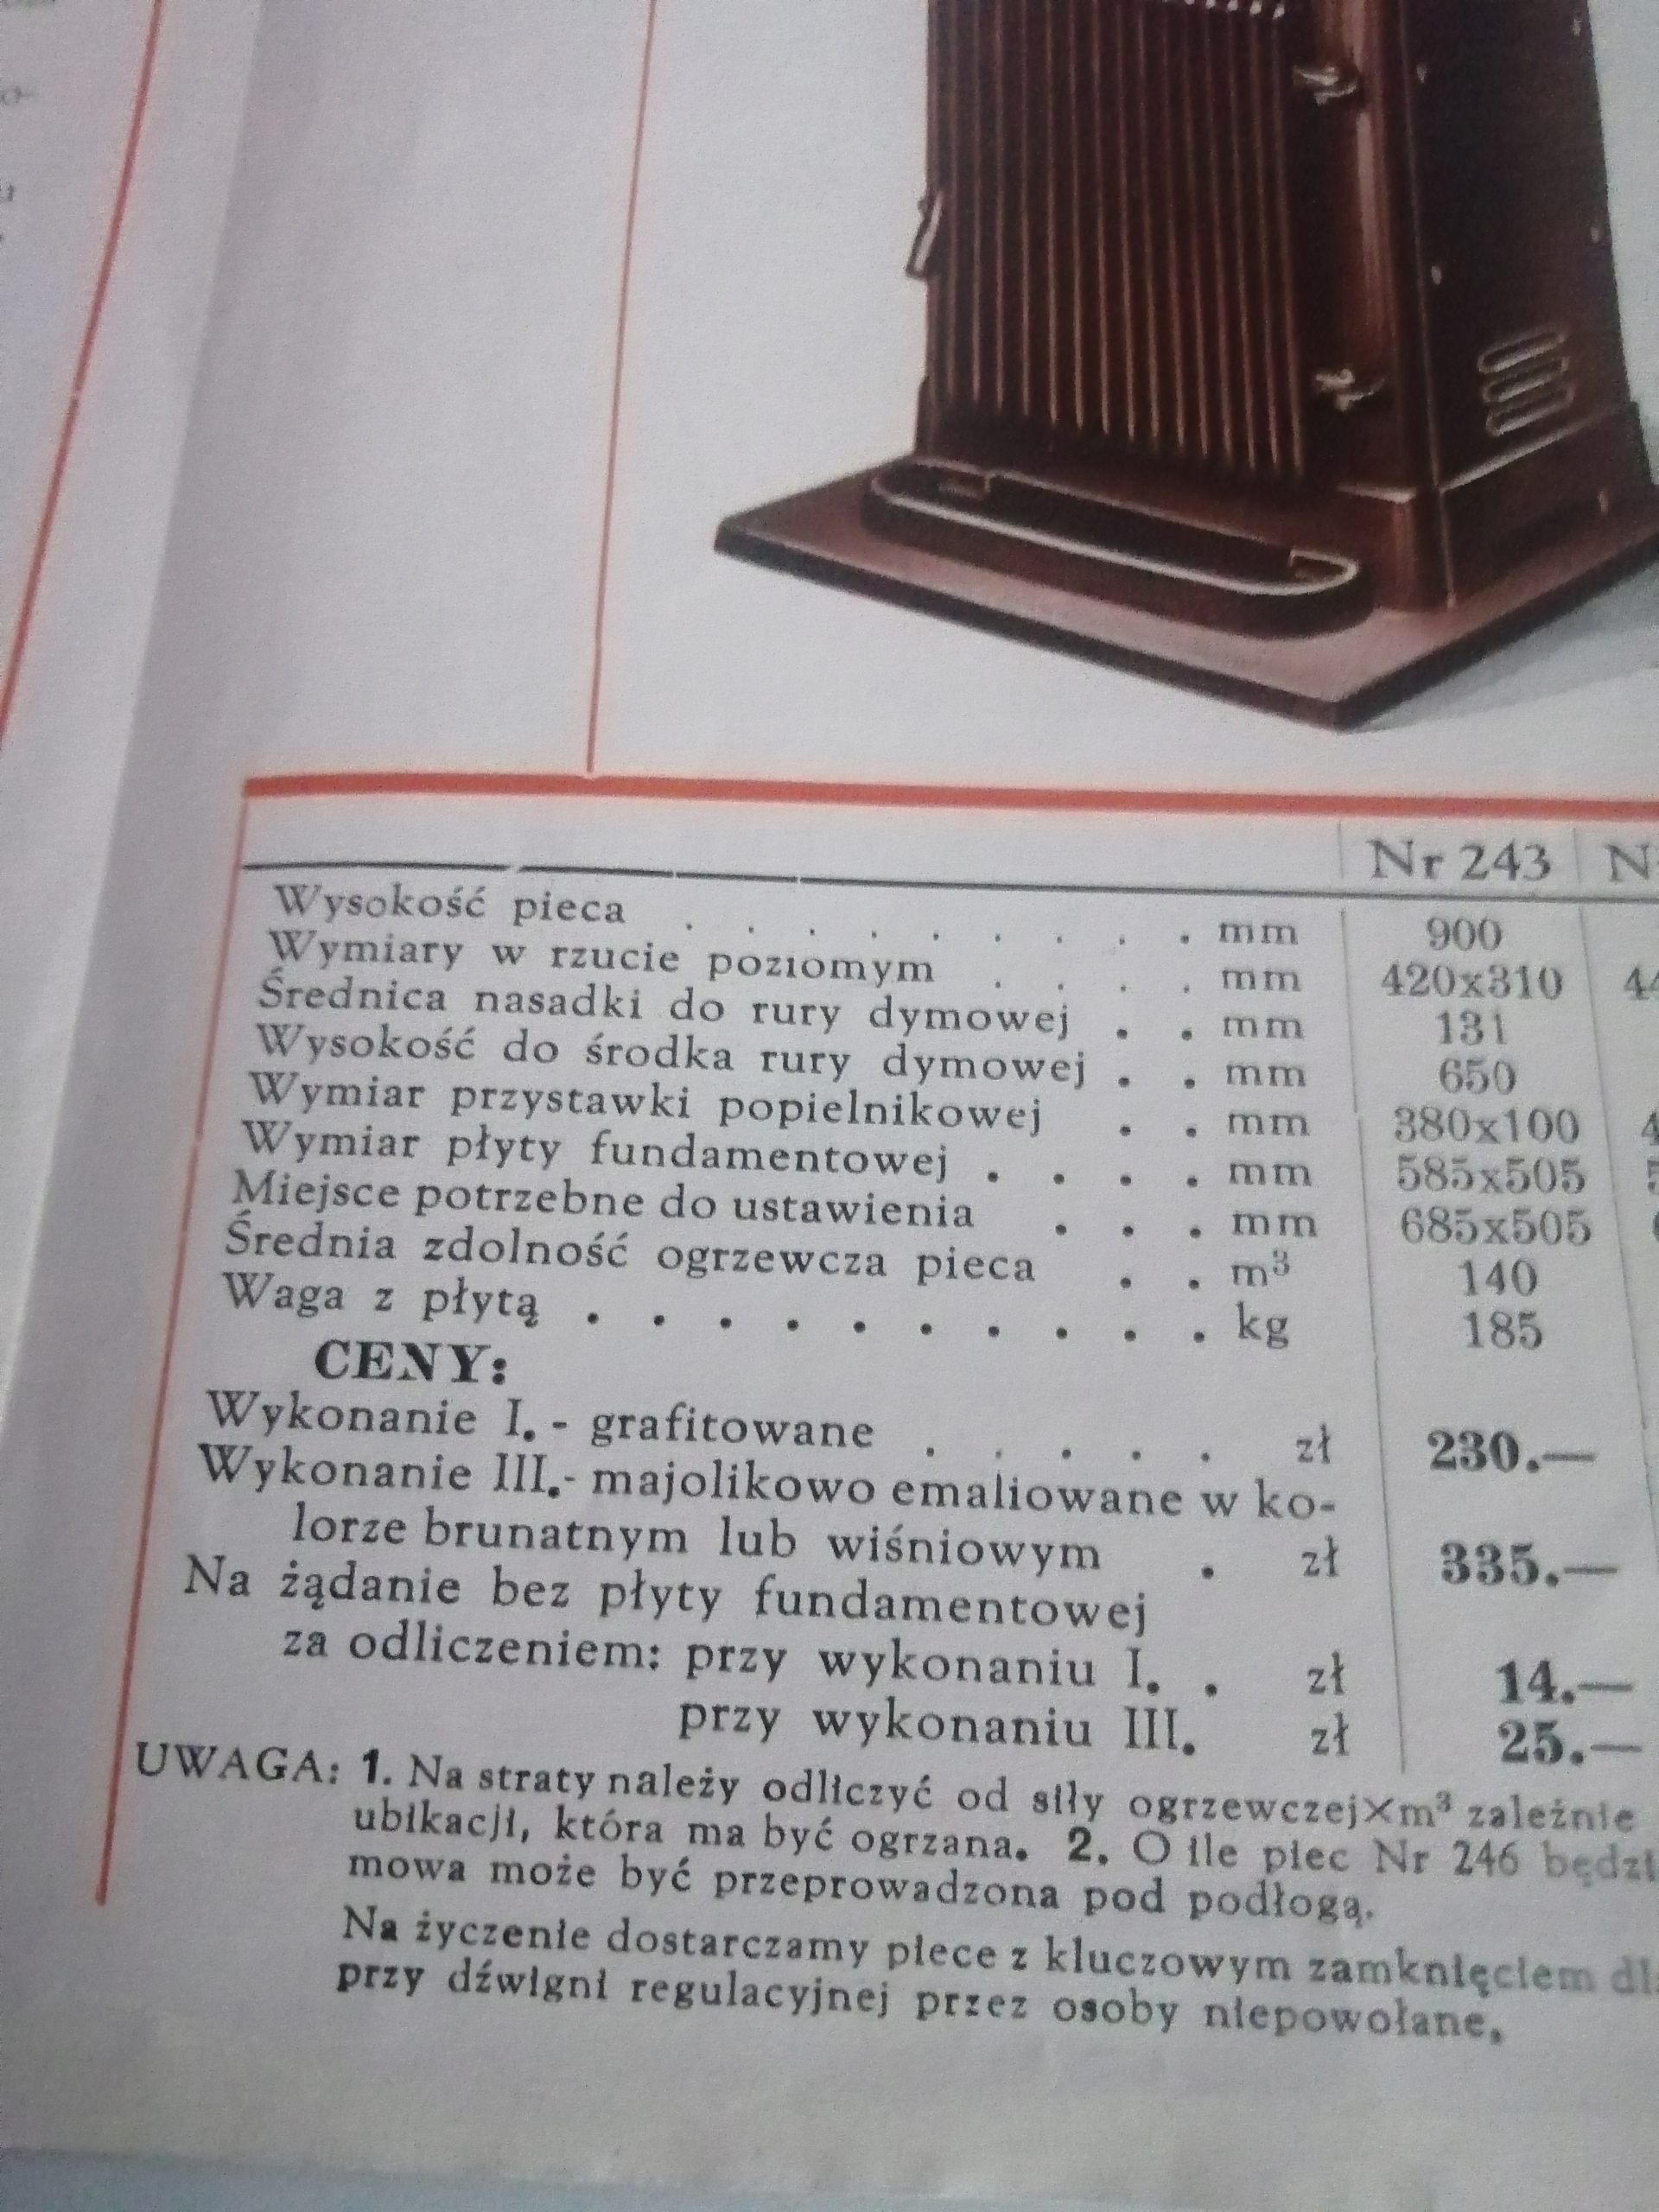 Nr 243
Wysokość pieca . . . . . . . . . mm 900
Wymiary w rzucie poziomym . . . . mm 420x310
Średnica nasadki do rury dymowej . . mm 131
Wysokość do środka rury dymowej . . mm 650
Wymiar przystawki popielnikowej . . mm 380x100
Wymiar płyty fundamentowej . . . . mm 585x505
Miejsce potrzebne do ustawienia . . . mm 685x505
Średnia zdolność ogrzewcza pieca . . m³ 140
Waga z płytą . . . . . . . . . . kg 185
CENY:
Wykonanie I. - grafitowane . . . . . zł 230.—
Wykonanie III.- majolikowo emaliowane w ko-
lorze brunatnym lub wiśniowym . zł 335.—
Na żądanie bez płyty fundamentowej
za odliczeniem: przy wykonaniu I. . zł 14.—
przy wykonaniu III. zł 25.—
UWAGA: 1. Na straty należy odliczyć od siły ogrzewczej×m³ zależnie
ubikacji, która ma być ogrzana. 2. O ile piec Nr 246 będzi
mowa może być przeprowadzona pod podłogą.
Na życzenie dostarczamy piece z kluczowym zamknięciem
przy dźwigni regulacyjnej przez osoby niepowołane.